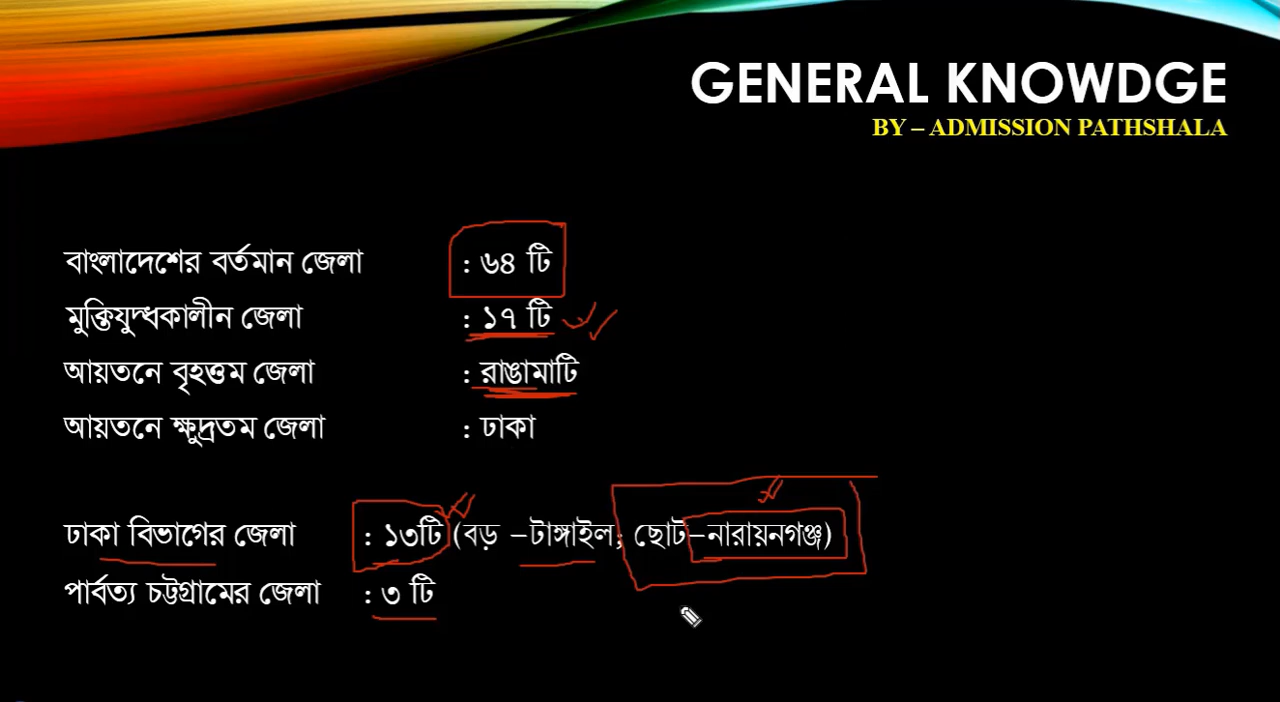 GENERAL KNOWDGE
BY – ADMISSION PATHSHALA
বাংলাদেশের বর্তমান জেলা : ৬৪ টি
মুক্তিযুদ্ধকালীন জেলা : ১৭ টি
আয়তনে বৃহত্তম জেলা : রাঙামাটি
আয়তনে ক্ষুদ্রতম জেলা : ঢাকা
ঢাকা বিভাগের জেলা : ১৩টি (বড় –টাঙ্গাইল, ছোট–নারায়নগঞ্জ)
পার্বত্য চট্টগ্রামের জেলা : ৩ টি